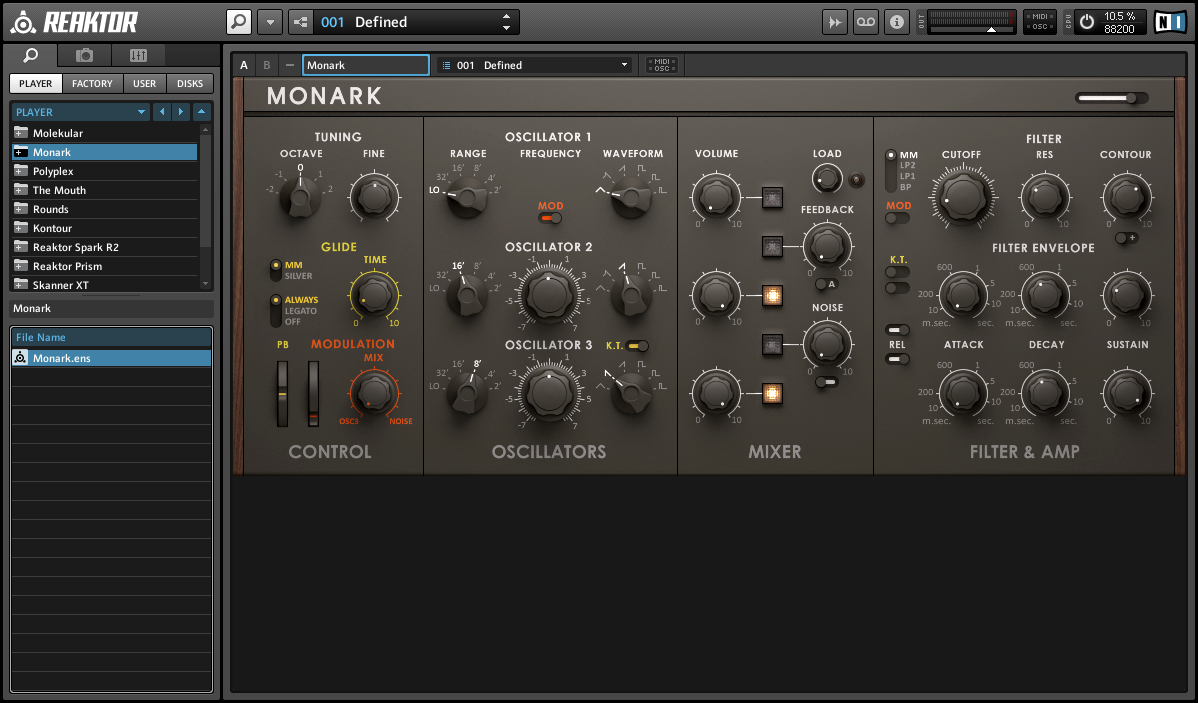 REAKTOR
001 Defined
OUT
MIDI
OSC
CPU
10.5 %
88200
NI
PLAYER FACTORY USER DISKS
PLAYER
Molekular
Monark
Polyplex
The Mouth
Rounds
Kontour
Reaktor Spark R2
Reaktor Prism
Skanner XT
Monark
File Name
Monark.ens
A B Monark 001 Defined MIDI OSC
MONARK
TUNING
OCTAVE FINE
-2 -1 0 1 2
GLIDE
MM
SILVER
TIME
ALWAYS
LEGATO
OFF
0 10
PB MODULATION
MIX
OSC3 NOISE
CONTROL
OSCILLATOR 1
RANGE FREQUENCY WAVEFORM
LO 32' 16' 8' 4' 2'
MOD
OSCILLATOR 2
LO 32' 16' 8' 4' 2'
-7 -5 -3 -1 1 3 5 7
OSCILLATOR 3 K.T.
LO 32' 16' 8' 4' 2'
-7 -5 -3 -1 1 3 5 7
OSCILLATORS
VOLUME LOAD
0 10
FEEDBACK
0 10
A
0 10
NOISE
0 10
0 10
MIXER
FILTER
MM
LP2
LP1
BP
CUTOFF RES CONTOUR
MOD
0 10
0 10
+
FILTER ENVELOPE
K.T.
m.sec. 10 200 600 1 5 10 sec.
m.sec. 10 200 600 1 5 10 sec.
0 10
REL ATTACK DECAY SUSTAIN
m.sec. 10 200 600 1 5 10 sec.
m.sec. 10 200 600 1 5 10 sec.
0 10
FILTER & AMP